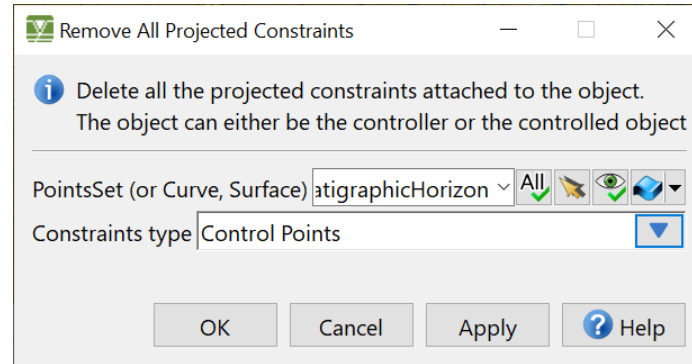 Remove All Projected Constraints
Delete all the projected constraints attached to the object.
The object can either be the controller or the controlled object
PointsSet (or Curve, Surface) atigraphicHorizon All
Constraints type Control Points
OK Cancel Apply Help